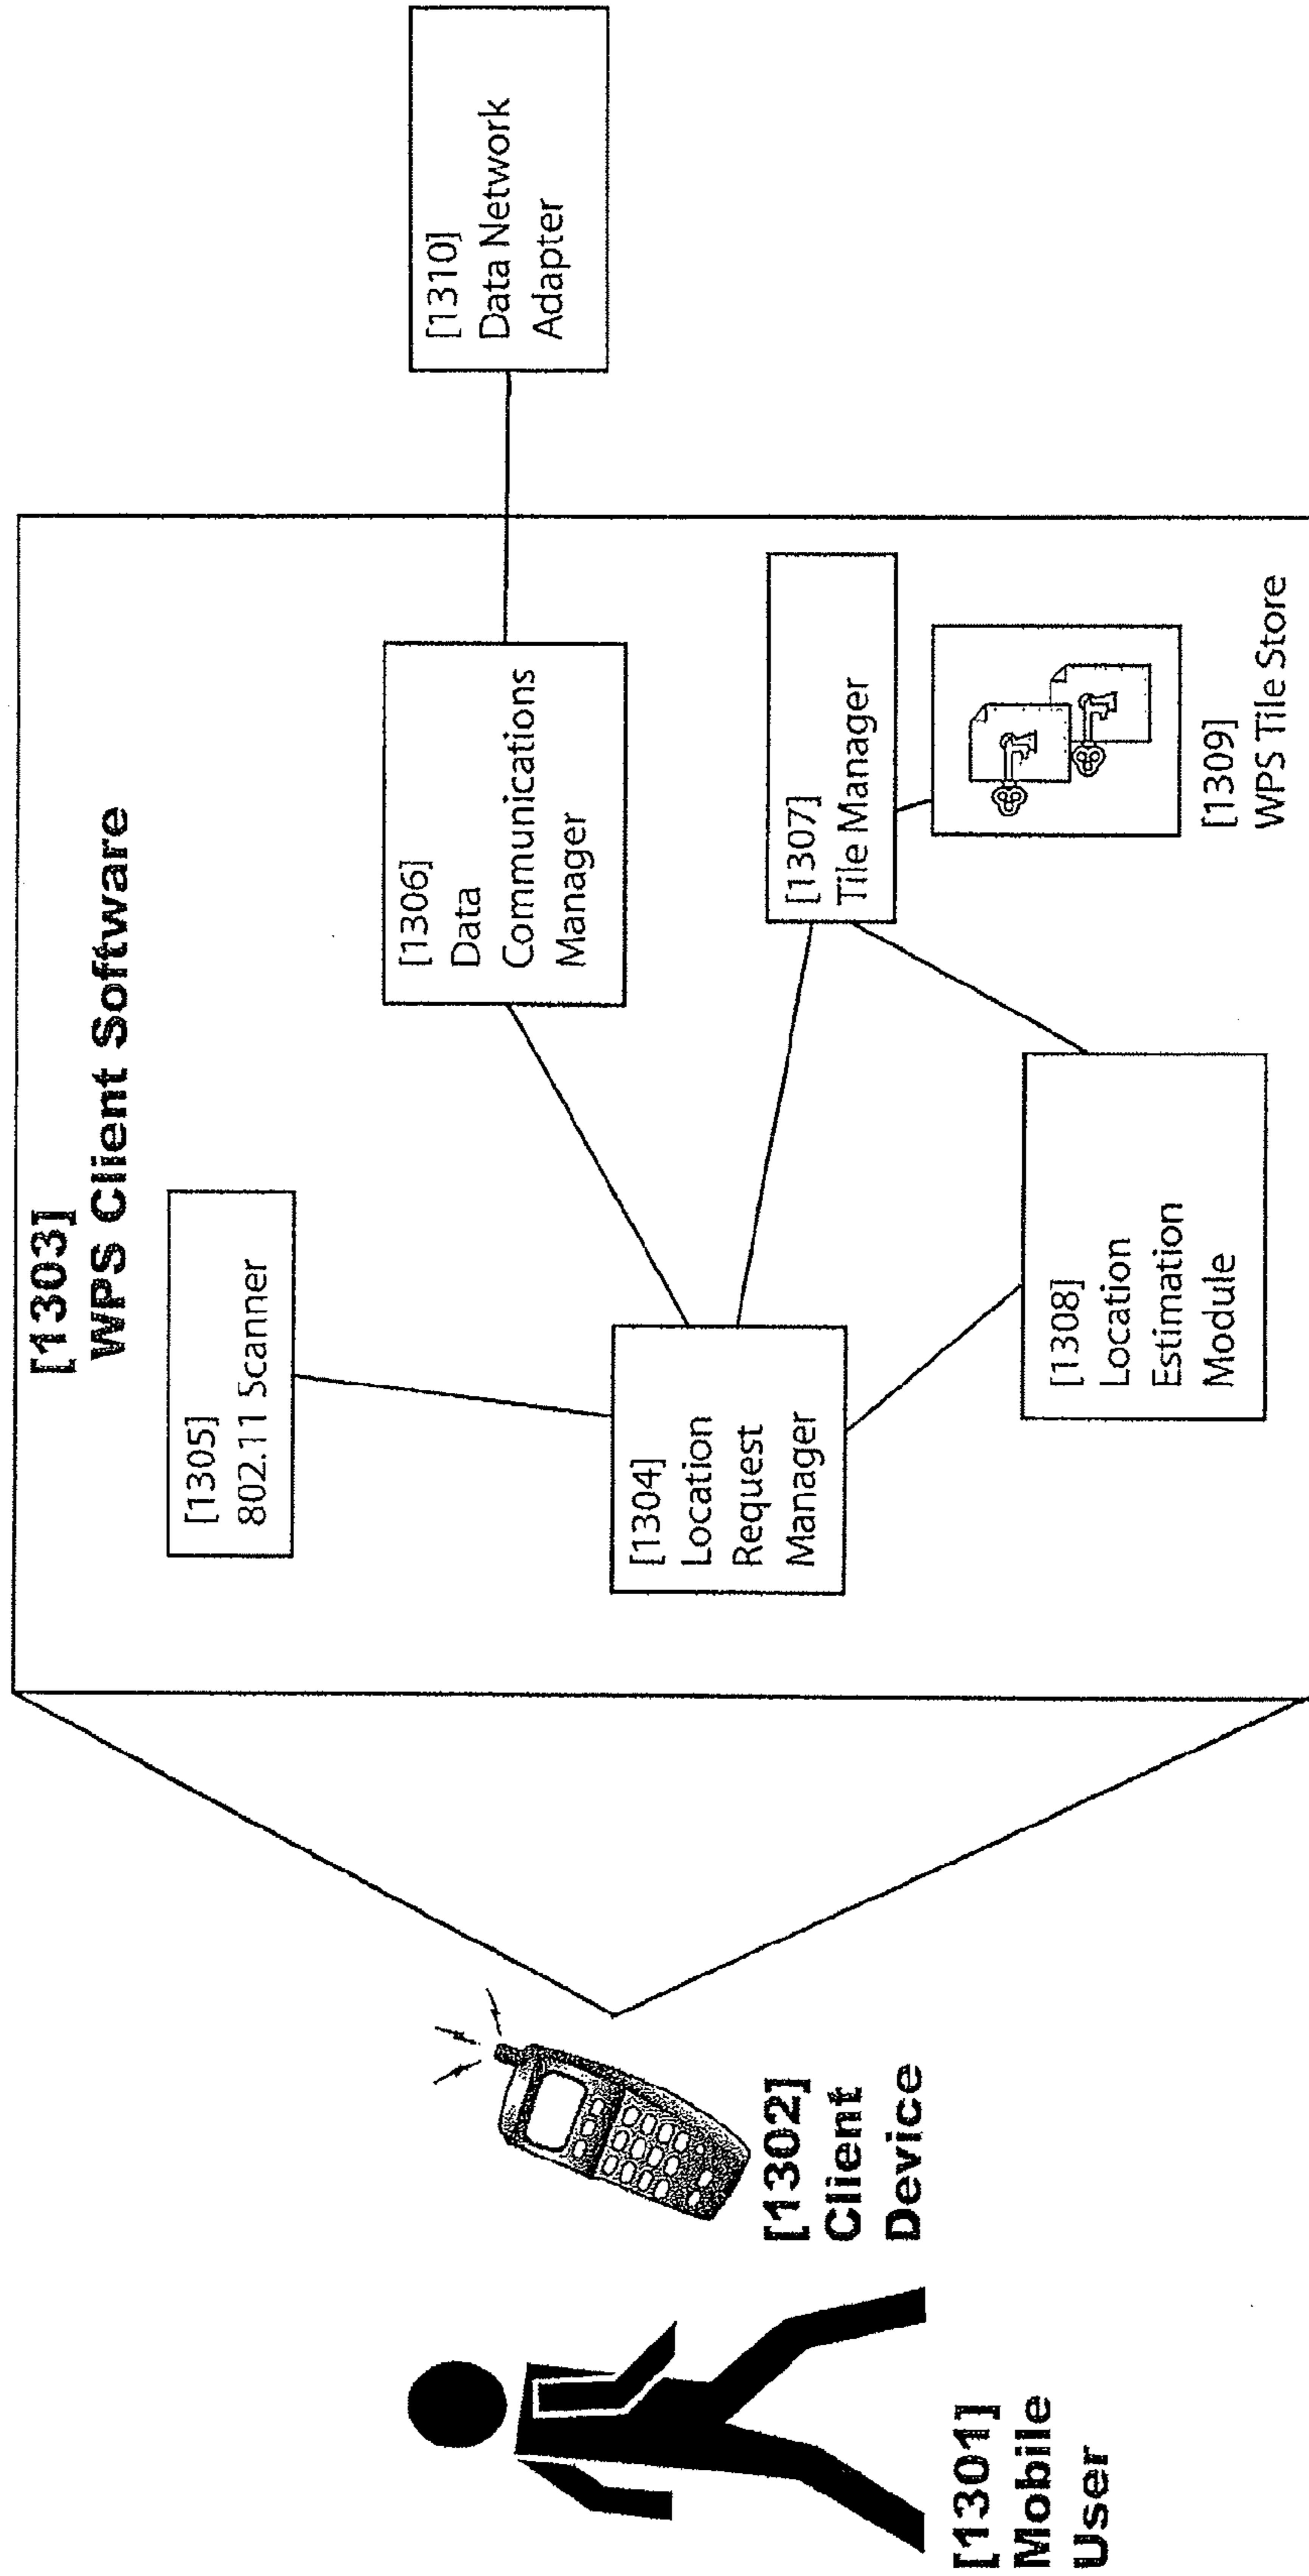 [1303]
WPS Client Software
[1305]
802.11 Scanner
[1306]
Data
Communications
Manager
[1310]
Data Network
Adapter
[1304]
Location
Request
Manager
[1307]
Tile Manager
[1308]
Location
Estimation
Module
[1309]
WPS Tile Store
[1302]
Client
Device
[1301]
Mobile
User